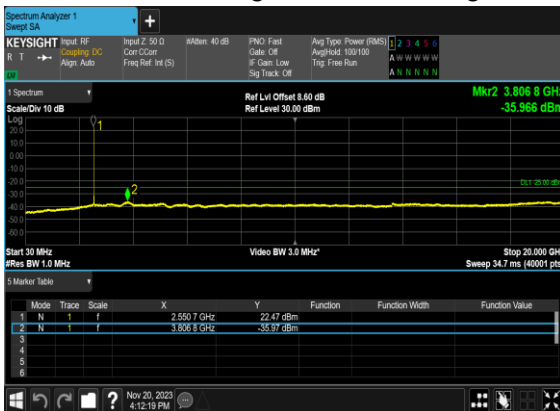 Spectrum Analyzer 1
Swept SA
KEYSIGHT
R T
LV
Input: RF
Coupling: DC
Align: Auto
Input Z: 50 Ω
Corr CCorr
Freq Ref: Int (S)
#Atten: 40 dB
PNO: Fast
Gate: Off
IF Gain: Low
Sig Track: Off
Avg Type: Power (RMS)
Avg|Hold: 100/100
Trig: Free Run
1 2 3 4 5 6
A W W W W W
A N N N N N
1 Spectrum
Scale/Div 10 dB
Ref Lvl Offset 8.60 dB
Ref Level 30.00 dBm
Mkr2 3.806 8 GHz
-35.966 dBm
Log
20.0
10.0
0.00
-10.0
-20.0
-30.0
-40.0
-50.0
-60.0
1
2
Start 30 MHz
#Res BW 1.0 MHz
Video BW 3.0 MHz*
Stop 20.000 GH
Sweep 34.7 ms (40001 pts
5 Marker Table
Mode Trace Scale X Y Function Function Width Function Value
1 N 1 f 2.550 7 GHz 22.47 dBm
2 N 1 f 3.806 8 GHz -35.97 dBm
3
4
5
6
?
Nov 20, 2023
4:12:19 PM